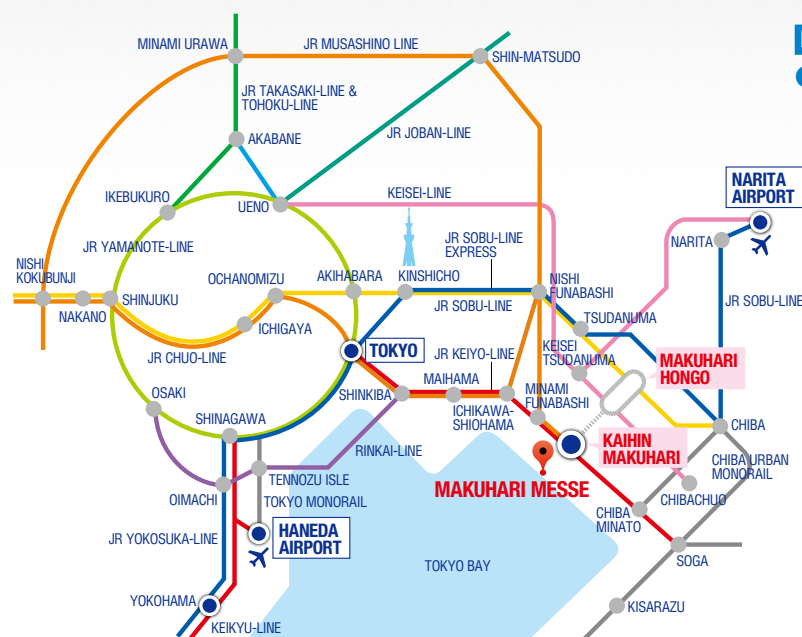 MINAMI URAWA
JR MUSASHINO LINE
SHIN-MATSUDO
JR TAKASAKI-LINE &
TOHOKU-LINE
JR JOBAN-LINE
AKABANE
IKEBUKURO
UENO
KEISEI-LINE
NARITA
AIRPORT
JR YAMANOTE-LINE
JR SOBU-LINE
EXPRESS
NARITA
NISHI
KOKUBUNJI
NAKANO
SHINJUKU
OCHANOMIZU
AKIHABARA
KINSHICHO
NISHI
FUNABASHI
JR SOBU-LINE
JR SOBU-LINE
ICHIGAYA
TSUDANUMA
JR CHUO-LINE
TOKYO
JR KEIYO-LINE
KEISEI
TSUDANUMA
MAKUHARI
HONGO
OSAKI
SHINKIBA
MAIHAMA
ICHIKAWA-
SHIOHAMA
MINAMI
FUNABASHI
SHINAGAWA
CHIBA
KAIHIN
MAKUHARI
RINKAI-LINE
CHIBA URBAN
MONORAIL
TENNOZU ISLE
OIMACHI
TOKYO MONORAIL
MAKUHARI MESSE
CHIBACHUO
CHIBA
MINATO
JR YOKOSUKA-LINE
HANEDA
AIRPORT
TOKYO BAY
SOGA
YOKOHAMA
KEIKYU-LINE
KISARAZU